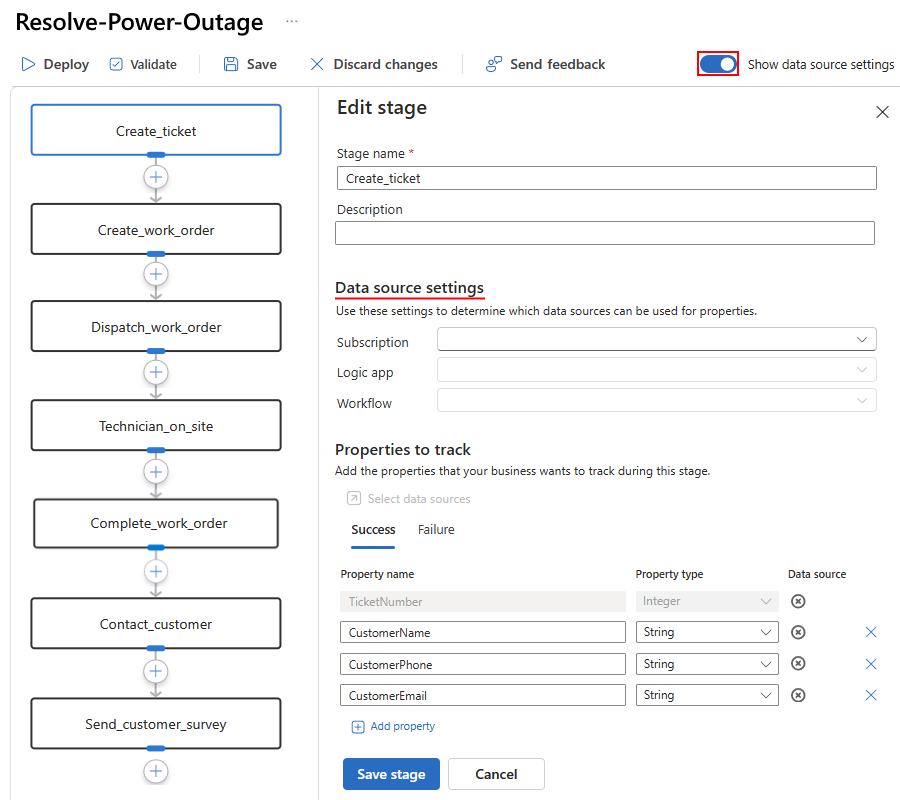 Resolve-Power-Outage ...
Deploy Validate Save Discard changes Send feedback Show data source settings
Create_ticket
Create_work_order
Dispatch_work_order
Technician_on_site
Complete_work_order
Contact_customer
Send_customer_survey
Edit stage
Stage name *
Create_ticket
Description
Data source settings
Use these settings to determine which data sources can be used for properties.
Subscription
Logic app
Workflow
Properties to track
Add the properties that your business wants to track during this stage.
Select data sources
Success Failure
Property name Property type Data source
TicketNumber Integer
CustomerName String
CustomerPhone String
CustomerEmail String
Add property
Save stage Cancel